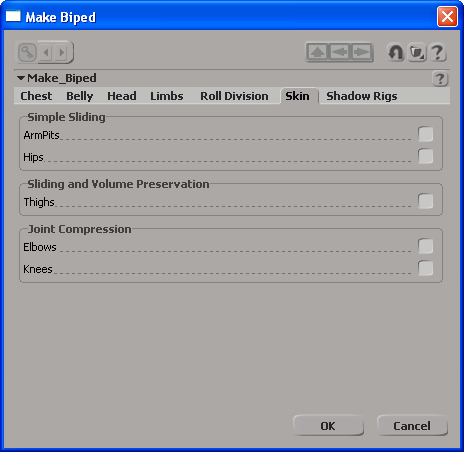 Make Biped
?
Make_Biped ?
Chest Belly Head Limbs Roll Division Skin Shadow Rigs
Simple Sliding
ArmPits
Hips
Sliding and Volume Preservation
Thighs
Joint Compression
Elbows
Knees
OK Cancel